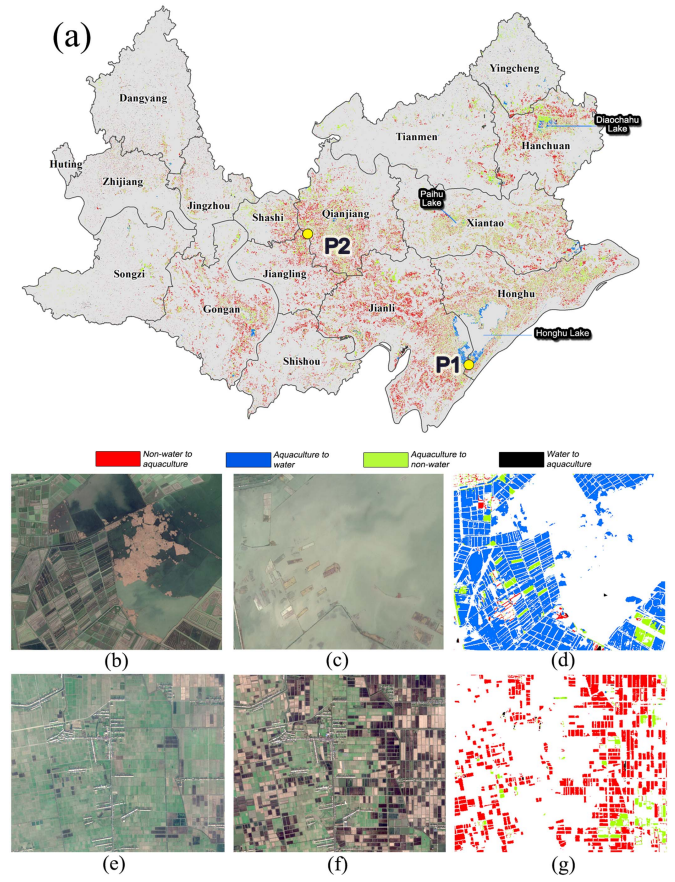 (a)
Yingcheng
Dangyang
Diaochahu
Lake
Tianmen
Hanchuan
Huting
Zhijiang
Jingzhou
Paihu
Lake
Shashi
Qianjiang
Xiantao
P2
Songzi
Jiangling
Gongan
Jianli
Honghu
Honghu Lake
Shishou
P1
Non-water to
aquaculture
Aquaculture to
water
Aquaculture to
non-water
Water to
aquaculture
(b)
(c)
(d)
(e)
(f)
(g)